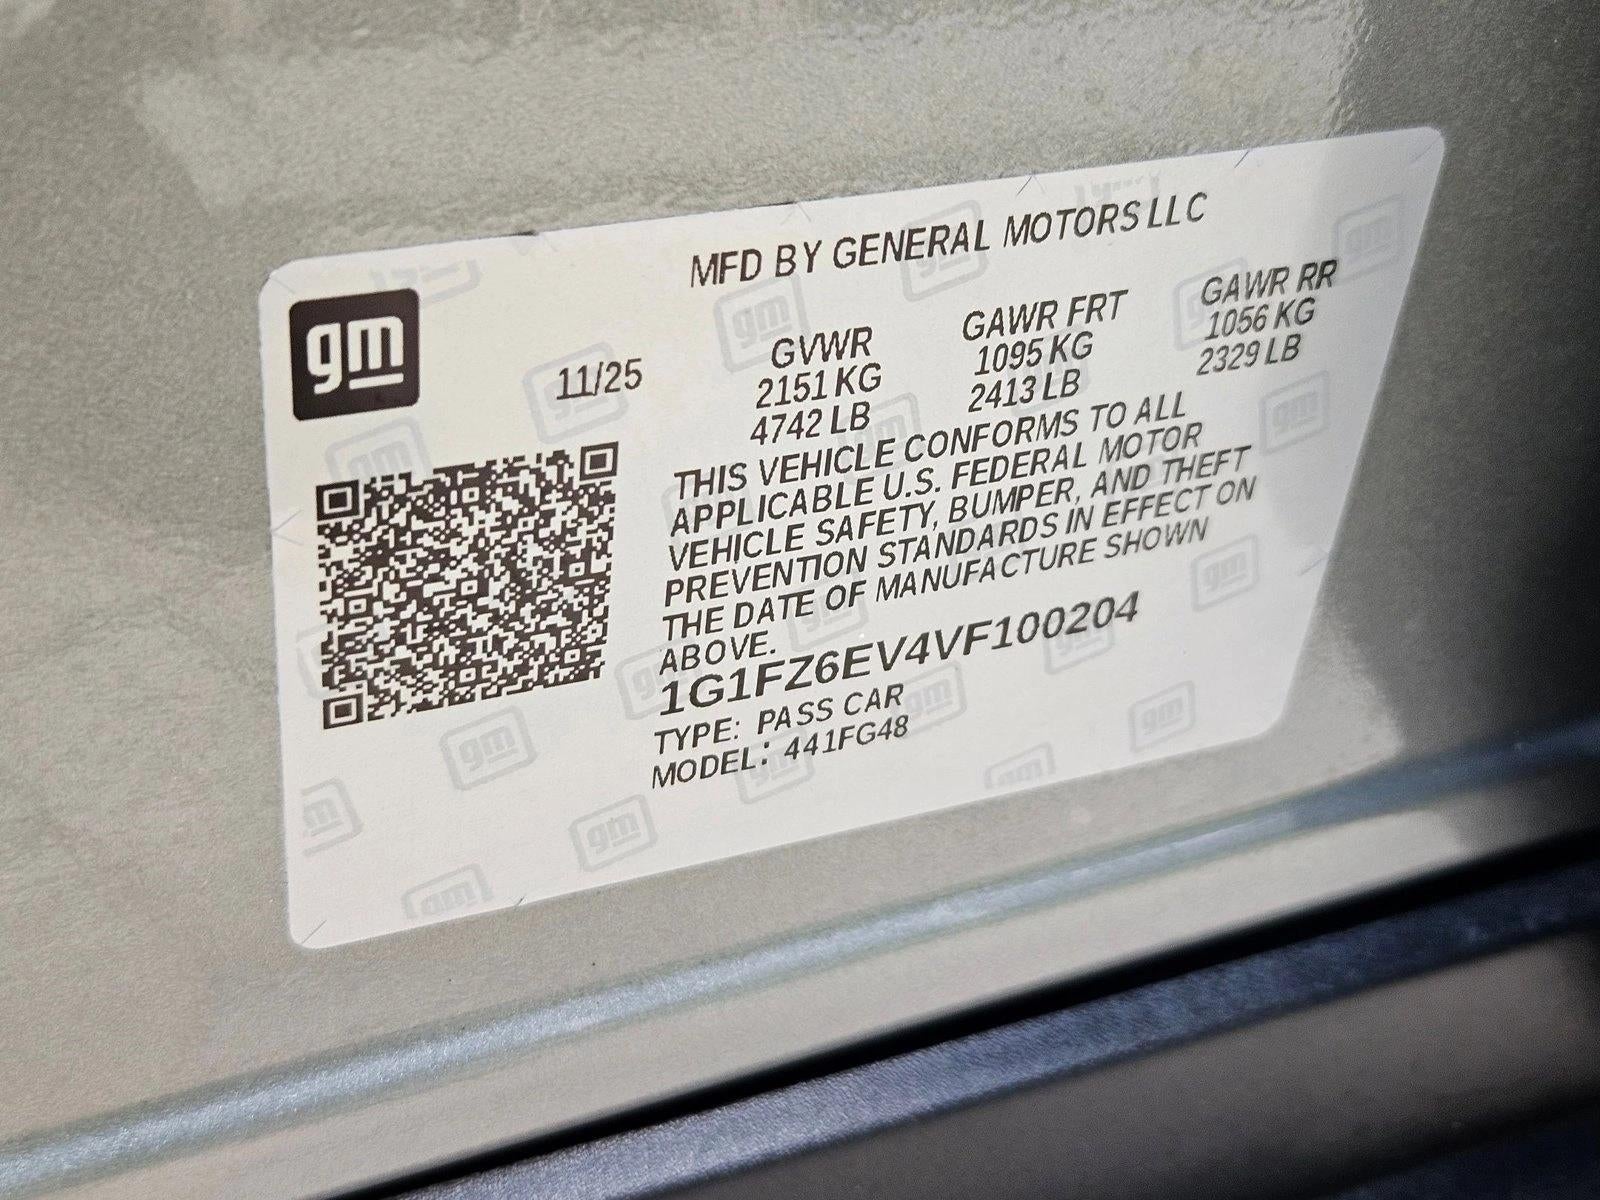 MFD BY GENERAL MOTORS LLC
gm
11/25
GVWR
2151 KG
4742 LB
GAWR FRT
1095 KG
2413 LB
GAWR RR
1056 KG
2329 LB
THIS VEHICLE CONFORMS TO ALL
APPLICABLE U.S. FEDERAL MOTOR
VEHICLE SAFETY, BUMPER, AND THEFT
PREVENTION STANDARDS IN EFFECT ON
THE DATE OF MANUFACTURE SHOWN
ABOVE.
1G1FZ6EV4VF100204
TYPE: PASS CAR
MODEL: 441FG48